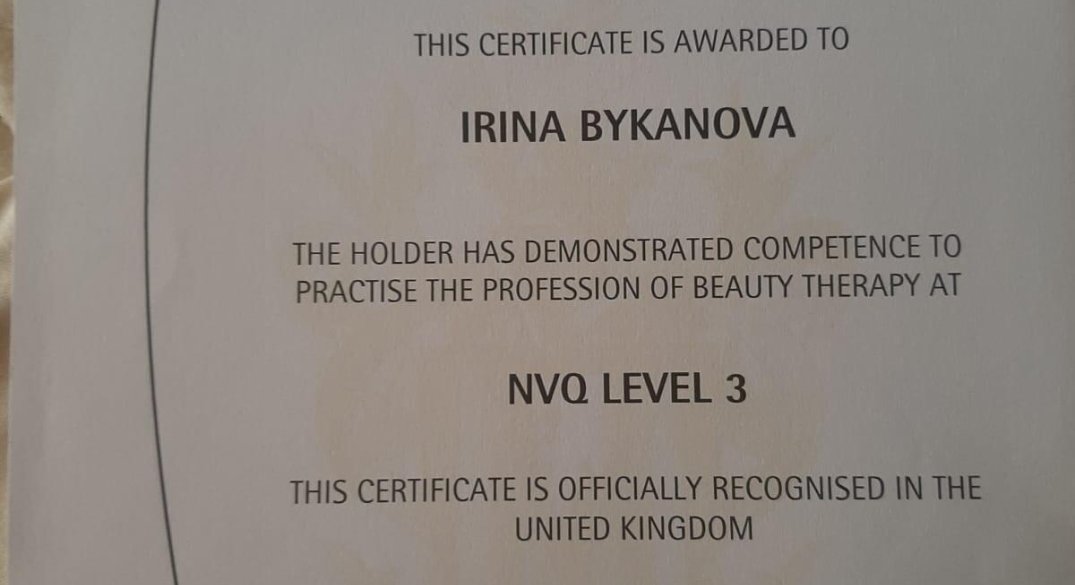 THIS CERTIFICATE IS AWARDED TO
IRINA BYKANOVA
THE HOLDER HAS DEMONSTRATED COMPETENCE TO
PRACTISE THE PROFESSION OF BEAUTY THERAPY AT
NVQ LEVEL 3
THIS CERTIFICATE IS OFFICIALLY RECOGNISED IN THE
UNITED KINGDOM